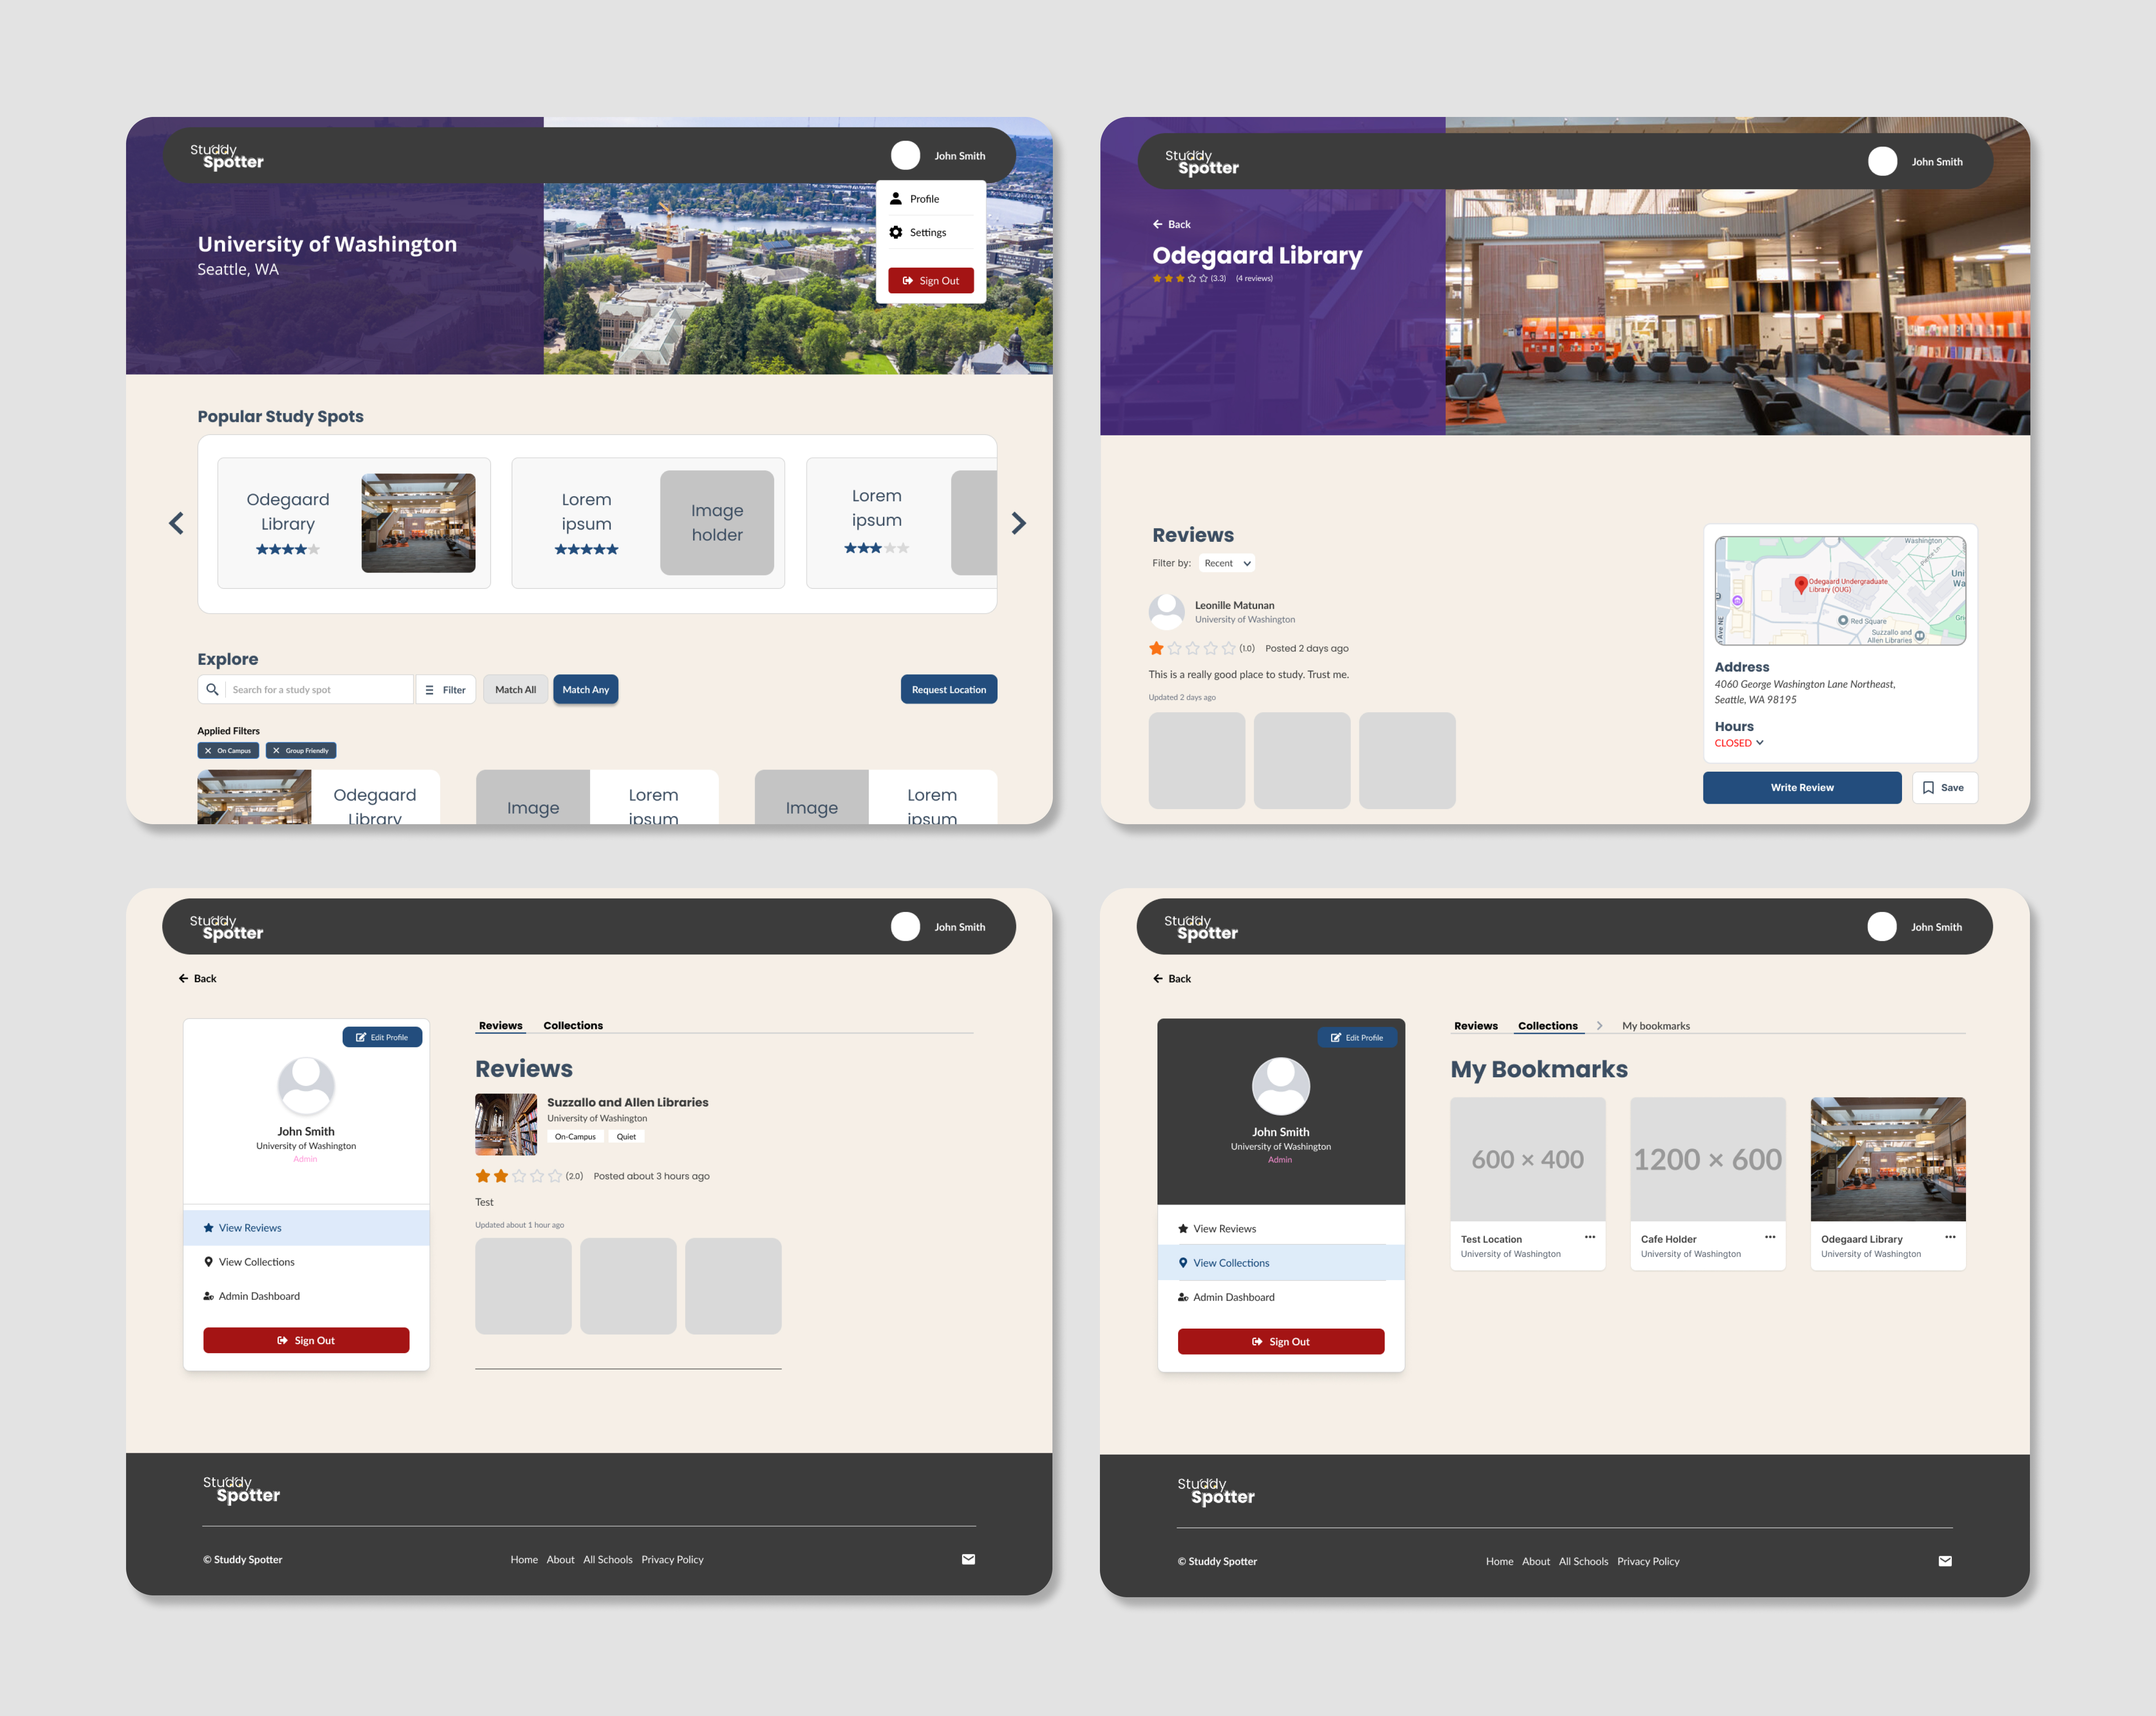 Studdy
Spotter
John Smith
Profile
Settings
Sign Out
University of Washington
Seattle, WA
Popular Study Spots
Odegaard
Library
Lorem
ipsum
Image
holder
Lorem
ipsum
Explore
Search for a study spot
Filter
Match All
Match Any
Request Location
Applied Filters
On Campus
Group Friendly
Odegaard
Library
Image
Lorem
ipsum
Image
Lorem
ipsum
Studdy
Spotter
John Smith
Back
Odegaard Library
(3.3) (4 reviews)
Reviews
Filter by: Recent
Leonille Matunan
University of Washington
(1.0) Posted 2 days ago
This is a really good place to study. Trust me.
Updated 2 days ago
Washington
Uni
Wa
Odegaard Undergraduate
Library (OUG)
Red Square
Suzzallo and
Allen Libraries
Gr
Ave NE
Address
4060 George Washington Lane Northeast,
Seattle, WA 98195
Hours
CLOSED
Write Review
Save
Studdy
Spotter
John Smith
Back
Edit Profile
John Smith
University of Washington
Admin
View Reviews
View Collections
Admin Dashboard
Sign Out
Reviews Collections
Reviews
Suzzallo and Allen Libraries
University of Washington
On-Campus Quiet
(2.0) Posted about 3 hours ago
Test
Updated about 1 hour ago
Studdy
Spotter
© Studdy Spotter
Home About All Schools Privacy Policy
Studdy
Spotter
John Smith
Back
Edit Profile
John Smith
University of Washington
Admin
View Reviews
View Collections
Admin Dashboard
Sign Out
Reviews Collections > My bookmarks
My Bookmarks
600 × 400
Test Location
University of Washington
1200 × 600
Cafe Holder
University of Washington
Odegaard Library
University of Washington
Studdy
Spotter
© Studdy Spotter
Home About All Schools Privacy Policy